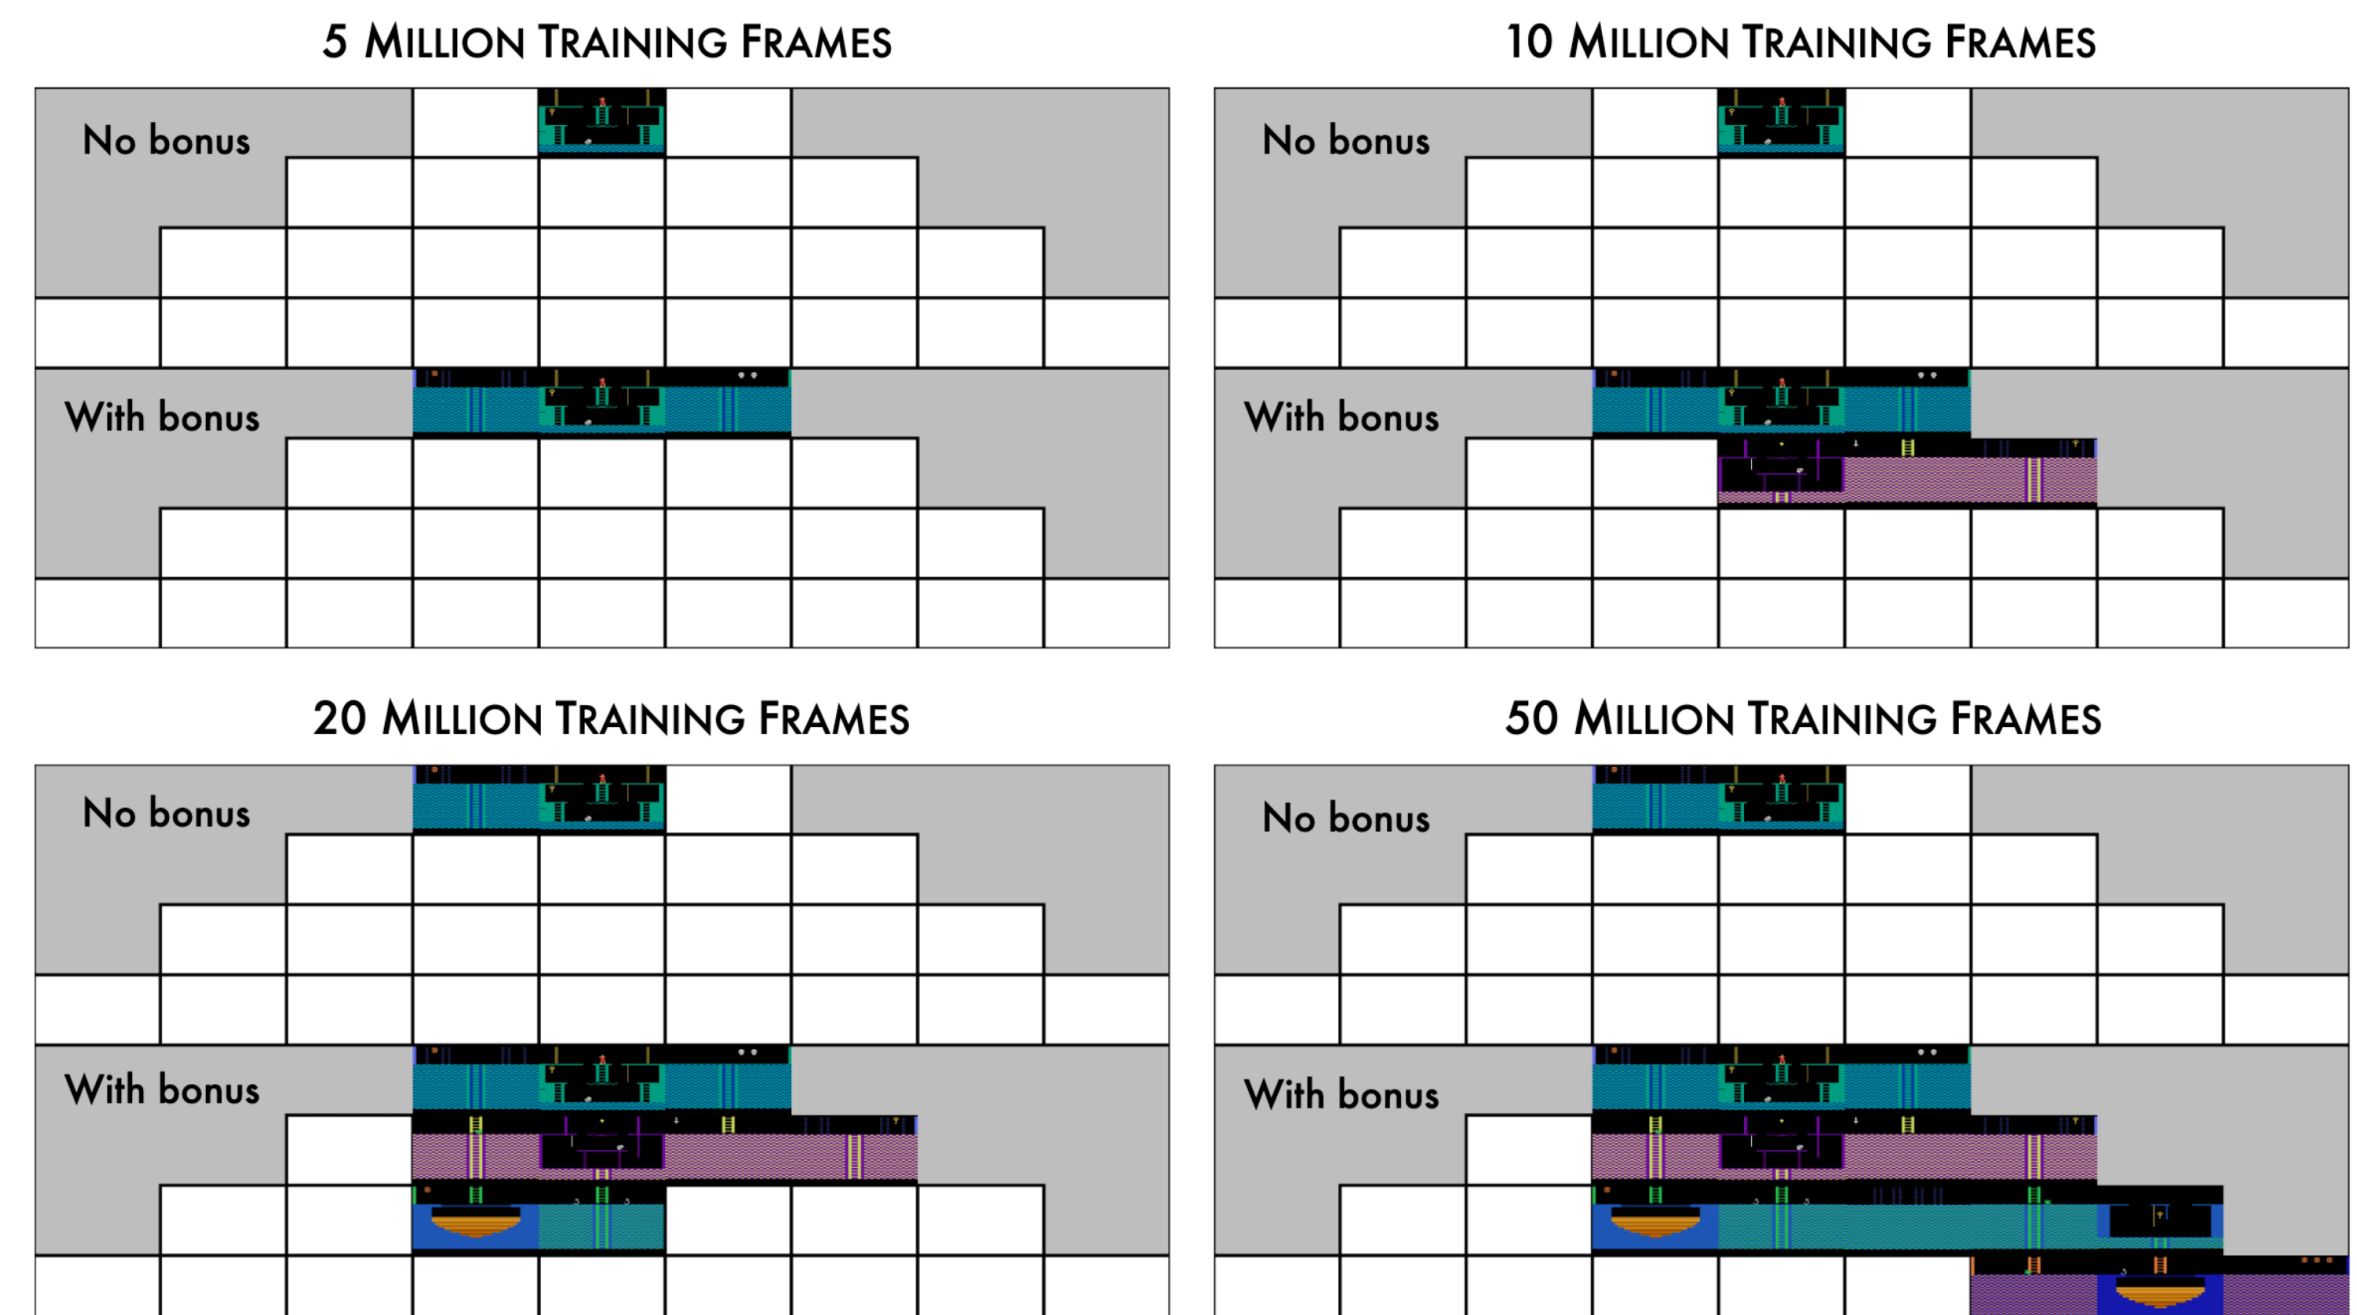 5 MILLION TRAINING FRAMES
10 MILLION TRAINING FRAMES
No bonus
No bonus
With bonus
With bonus
20 MILLION TRAINING FRAMES
50 MILLION TRAINING FRAMES
No bonus
No bonus
With bonus
With bonus